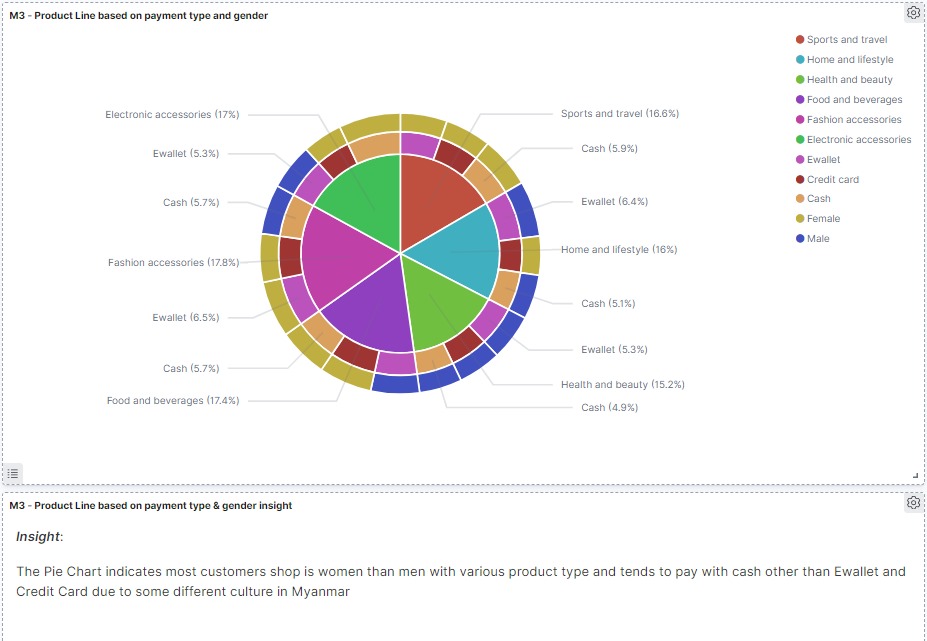 M3 - Product Line based on payment type and gender
Sports and travel
Home and lifestyle
Health and beauty
Food and beverages
Fashion accessories
Electronic accessories
Ewallet
Credit card
Cash
Female
Male
Electronic accessories (17%)
Sports and travel (16.6%)
Ewallet (5.3%)
Cash (5.9%)
Cash (5.7%)
Ewallet (6.4%)
Fashion accessories (17.8%)
Home and lifestyle (16%)
Ewallet (6.5%)
Cash (5.1%)
Cash (5.7%)
Ewallet (5.3%)
Food and beverages (17.4%)
Health and beauty (15.2%)
Cash (4.9%)
M3 - Product Line based on payment type & gender insight
Insight:
The Pie Chart indicates most customers shop is women than men with various product type and tends to pay with cash other than Ewallet and
Credit Card due to some different culture in Myanmar